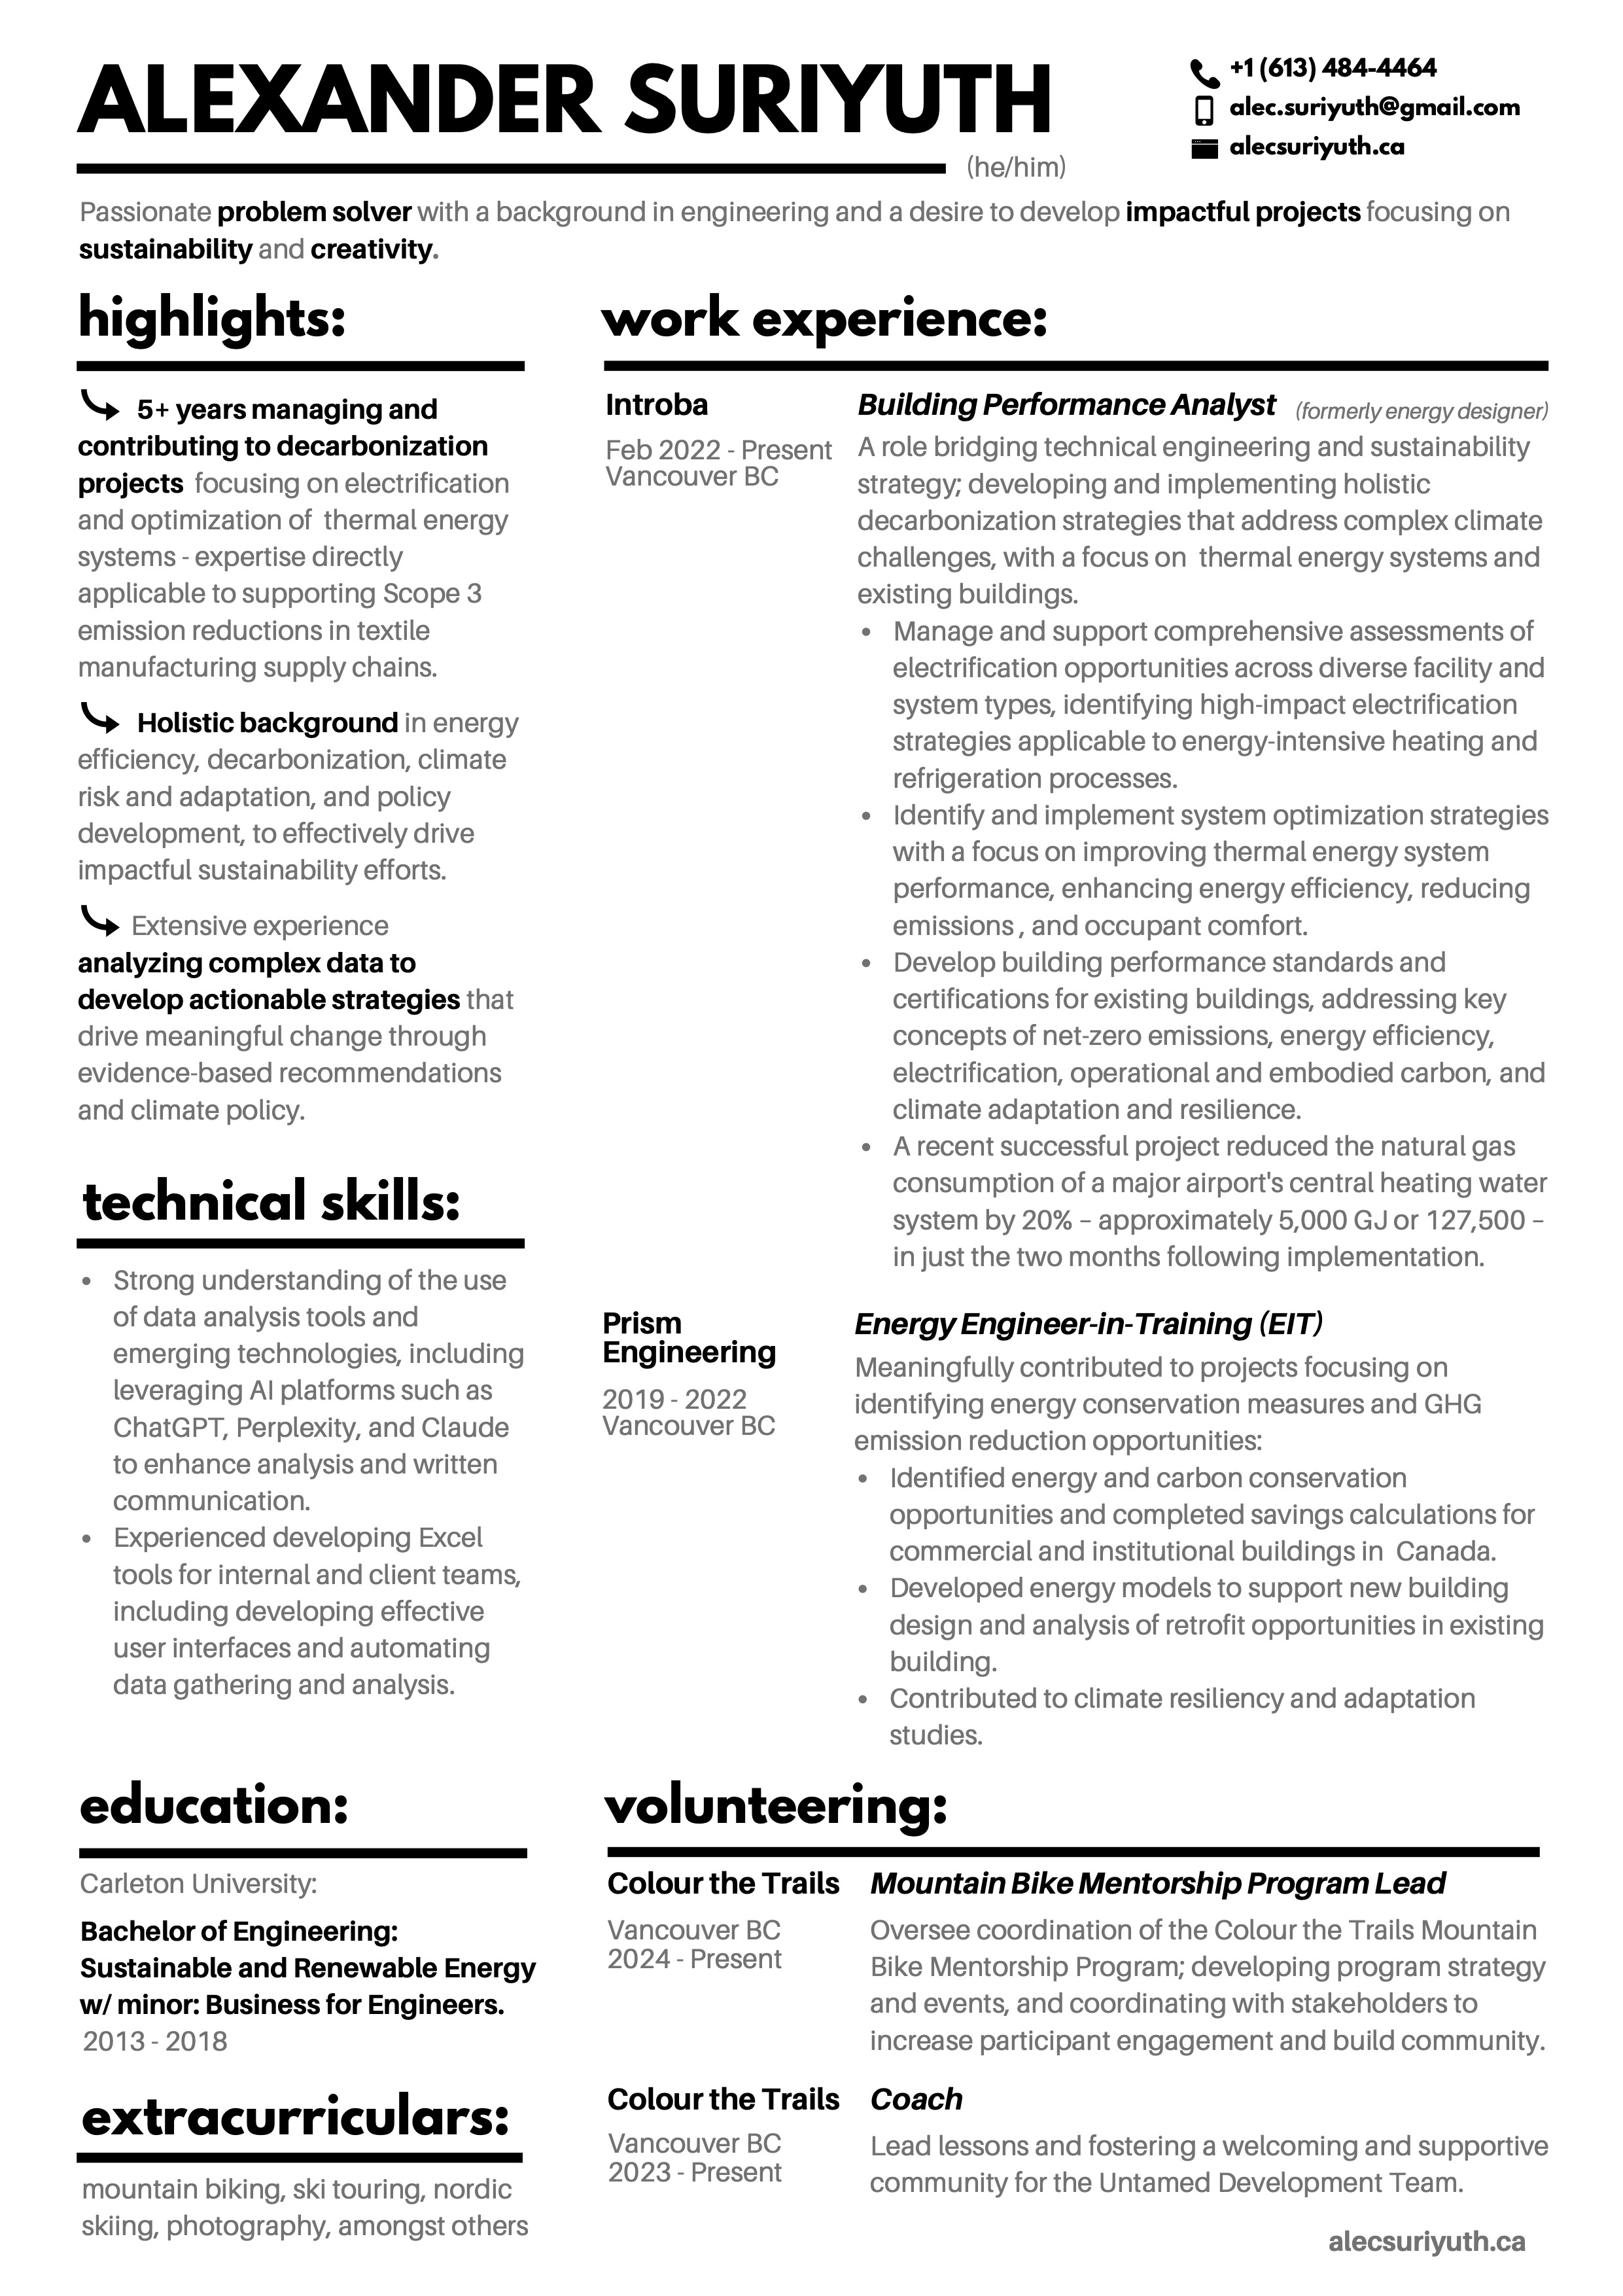 ALEXANDER SURIYUTH
(he/him)
+1 (613) 484-4464
alec.suriyuth@gmail.com
alecsuriyuth.ca
Passionate problem solver with a background in engineering and a desire to develop impactful projects focusing on
sustainability and creativity.
highlights:
5+ years managing and
contributing to decarbonization
projects focusing on electrification
and optimization of thermal energy
systems - expertise directly
applicable to supporting Scope 3
emission reductions in textile
manufacturing supply chains.
Holistic background in energy
efficiency, decarbonization, climate
risk and adaptation, and policy
development, to effectively drive
impactful sustainability efforts.
Extensive experience
analyzing complex data to
develop actionable strategies that
drive meaningful change through
evidence-based recommendations
and climate policy.
technical skills:
• Strong understanding of the use
of data analysis tools and
emerging technologies, including
leveraging AI platforms such as
ChatGPT, Perplexity, and Claude
to enhance analysis and written
communication.
• Experienced developing Excel
tools for internal and client teams,
including developing effective
user interfaces and automating
data gathering and analysis.
education:
Carleton University:
Bachelor of Engineering:
Sustainable and Renewable Energy
w/ minor: Business for Engineers.
2013 - 2018
extracurriculars:
mountain biking, ski touring, nordic
skiing, photography, amongst others
work experience:
Introba
Feb 2022 - Present
Vancouver BC
Building Performance Analyst (formerly energy designer)
A role bridging technical engineering and sustainability
strategy; developing and implementing holistic
decarbonization strategies that address complex climate
challenges, with a focus on thermal energy systems and
existing buildings.
• Manage and support comprehensive assessments of
electrification opportunities across diverse facility and
system types, identifying high-impact electrification
strategies applicable to energy-intensive heating and
refrigeration processes.
• Identify and implement system optimization strategies
with a focus on improving thermal energy system
performance, enhancing energy efficiency, reducing
emissions , and occupant comfort.
• Develop building performance standards and
certifications for existing buildings, addressing key
concepts of net-zero emissions, energy efficiency,
electrification, operational and embodied carbon, and
climate adaptation and resilience.
• A recent successful project reduced the natural gas
consumption of a major airport's central heating water
system by 20% – approximately 5,000 GJ or 127,500 –
in just the two months following implementation.
Prism
Engineering
2019 - 2022
Vancouver BC
Energy Engineer-in-Training (EIT)
Meaningfully contributed to projects focusing on
identifying energy conservation measures and GHG
emission reduction opportunities:
• Identified energy and carbon conservation
opportunities and completed savings calculations for
commercial and institutional buildings in Canada.
• Developed energy models to support new building
design and analysis of retrofit opportunities in existing
building.
• Contributed to climate resiliency and adaptation
studies.
volunteering:
Colour the Trails
Vancouver BC
2024 - Present
Mountain Bike Mentorship Program Lead
Oversee coordination of the Colour the Trails Mountain
Bike Mentorship Program; developing program strategy
and events, and coordinating with stakeholders to
increase participant engagement and build community.
Colour the Trails
Vancouver BC
2023 - Present
Coach
Lead lessons and fostering a welcoming and supportive
community for the Untamed Development Team.
alecsuriyuth.ca